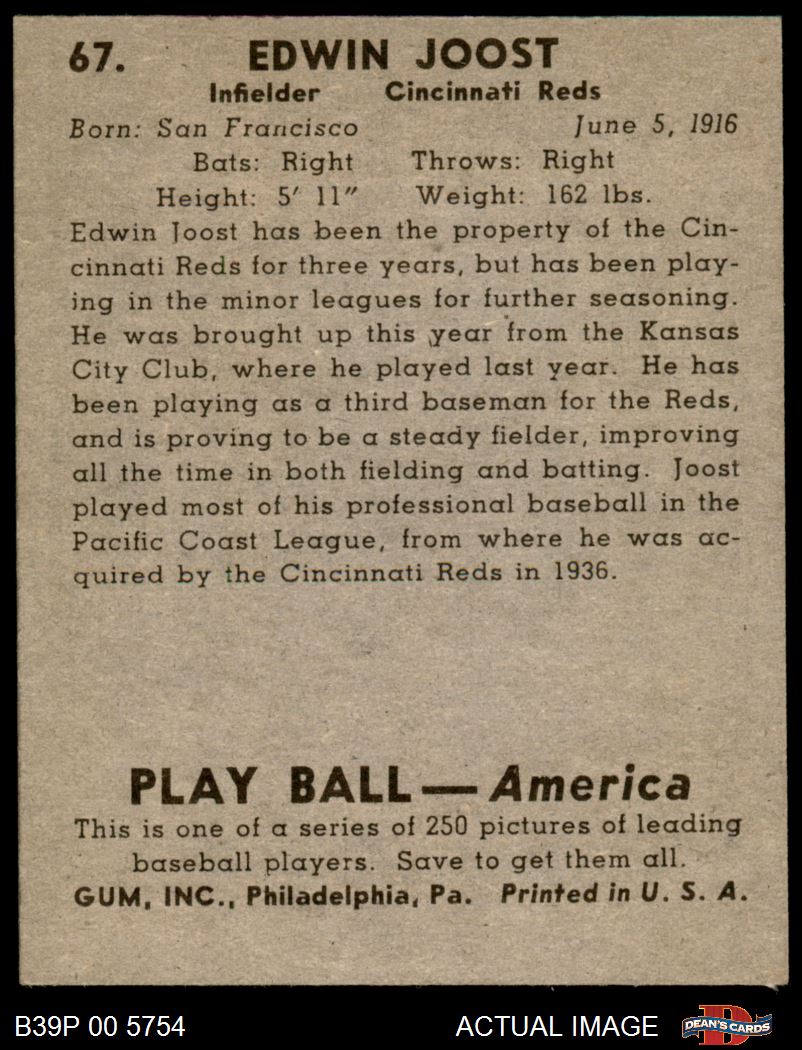 67. EDWIN JOOST
Infielder Cincinnati Reds
Born: San Francisco June 5, 1916
Bats: Right Throws: Right
Height: 5′ 11″ Weight: 162 lbs.
Edwin Joost has been the property of the Cin-
cinnati Reds for three years, but has been play-
ing in the minor leagues for further seasoning.
He was brought up this year from the Kansas
City Club, where he played last year. He has
been playing as a third baseman for the Reds,
and is proving to be a steady fielder, improving
all the time in both fielding and batting. Joost
played most of his professional baseball in the
Pacific Coast League, from where he was ac-
quired by the Cincinnati Reds in 1936.
PLAY BALL — America
This is one of a series of 250 pictures of leading
baseball players. Save to get them all.
GUM, INC., Philadelphia, Pa. Printed in U. S. A.
B39P 00 5754 ACTUAL IMAGE D DEAN'S CARDS